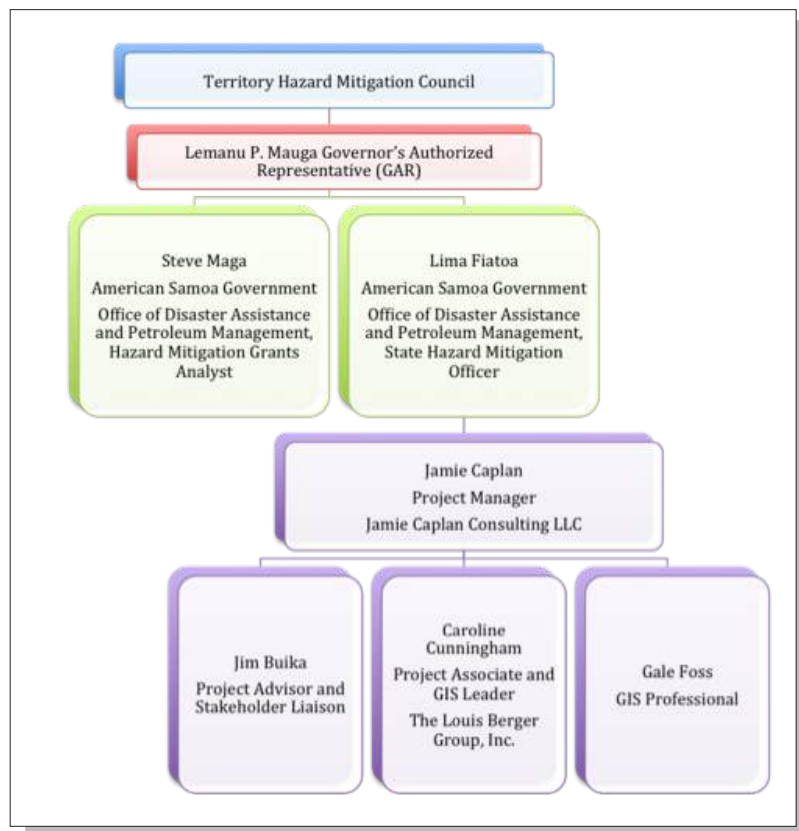 Territory Hazard Mitigation Council
Lemanu P. Mauga Governor's Authorized
Representative (GAR)
Steve Maga
American Samoa Government
Office of Disaster Assistance
and Petroleum Management,
Hazard Mitigation Grants
Analyst
Lima Fiatoa
American Samoa Government
Office of Disaster Assistance
and Petroleum Management,
State Hazard Mitigation
Officer
Jamie Caplan
Project Manager
Jamie Caplan Consulting LLC
Jim Buika
Project Advisor and
Stakeholder Liaison
Caroline
Cunningham
Project Associate and
GIS Leader
The Louis Berger
Group, Inc.
Gale Foss
GIS Professional